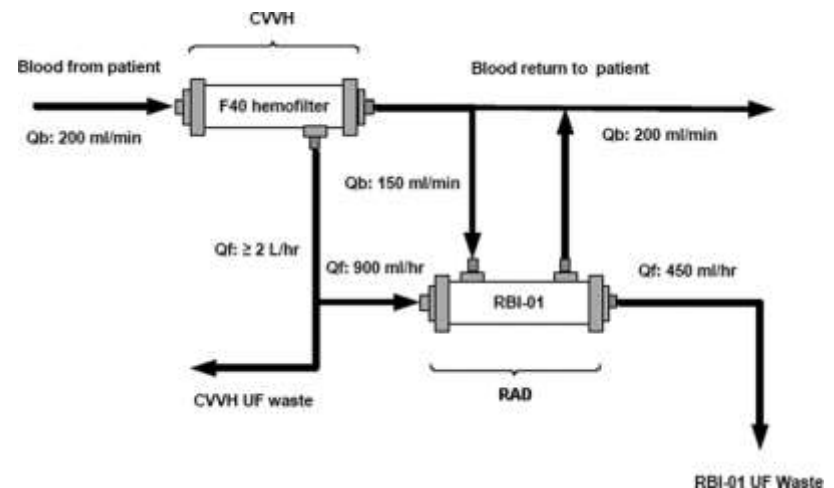 CVVH
Blood from patient
Blood return to patient
F40 hemofilter
Qb: 200 ml/min
Qb: 200 ml/min
Qb: 150 ml/min
Qf: ≥ 2 L/hr
Qf: 900 ml/hr
Qf: 450 ml/hr
RBI-01
CVVH UF waste
RAD
RBI-01 UF Waste